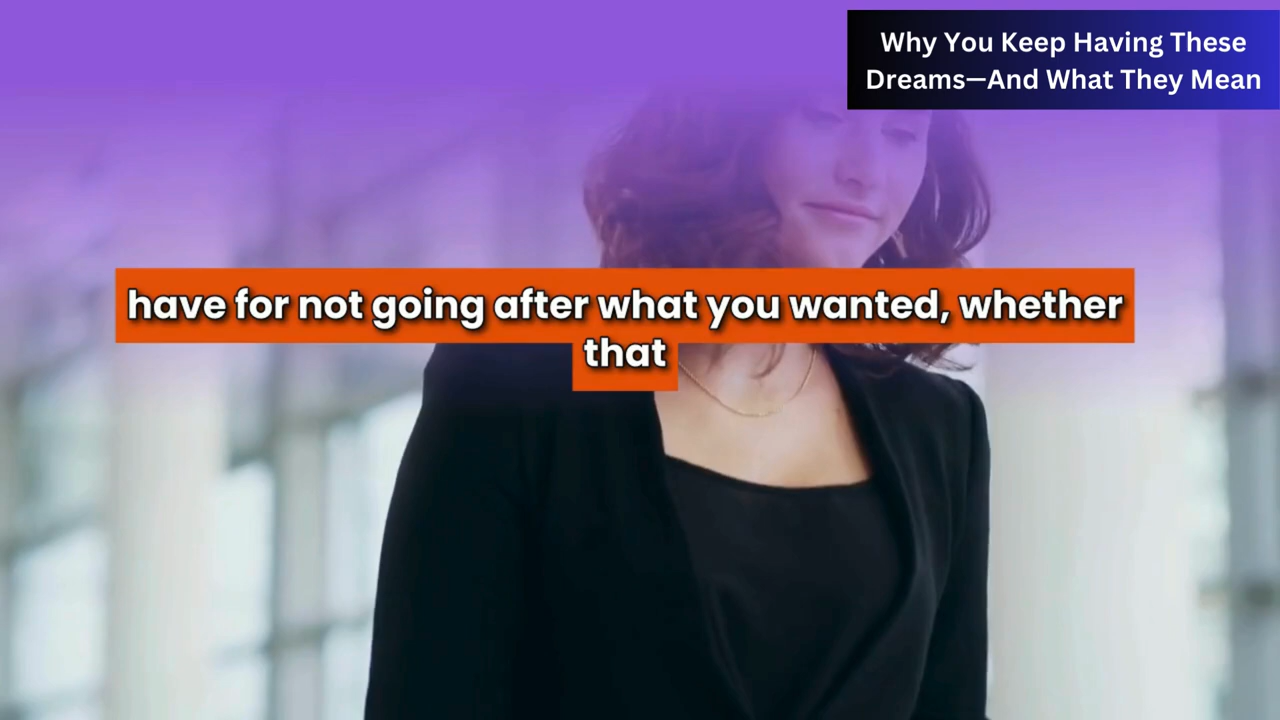 Why You Keep Having These
Dreams—And What They Mean
have for not going after what you wanted, whether
that